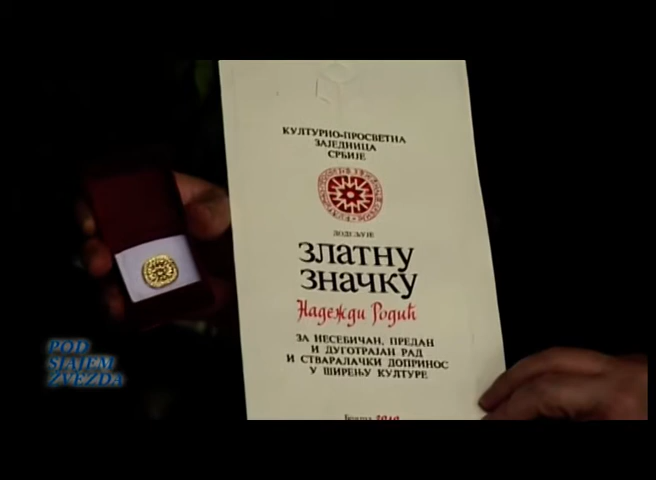 КУЛТУРНО-ПРОСВЕТНА
ЗАЈЕДНИЦА
СРБИЈЕ
ДОДЕЉУЈЕ
ЗЛАТНУ
ЗНАЧКУ
Надежди Родић
ЗА НЕСЕБИЧАН, ПРЕДАН
И ДУГОТРАЈАН РАД
И СТВАРАЛАЧКИ ДОПРИНОС
У ШИРЕЊУ КУЛТУРЕ
POD
SJAJEM
ZVEZDA